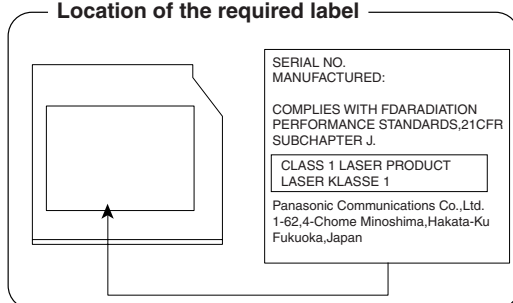 Location of the required label
SERIAL NO.
MANUFACTURED:
COMPLIES WITH FDARADIATION
PERFORMANCE STANDARDS,21CFR
SUBCHAPTER J.
CLASS 1 LASER PRODUCT
LASER KLASSE 1
Panasonic Communications Co.,Ltd.
1-62,4-Chome Minoshima,Hakata-Ku
Fukuoka,Japan